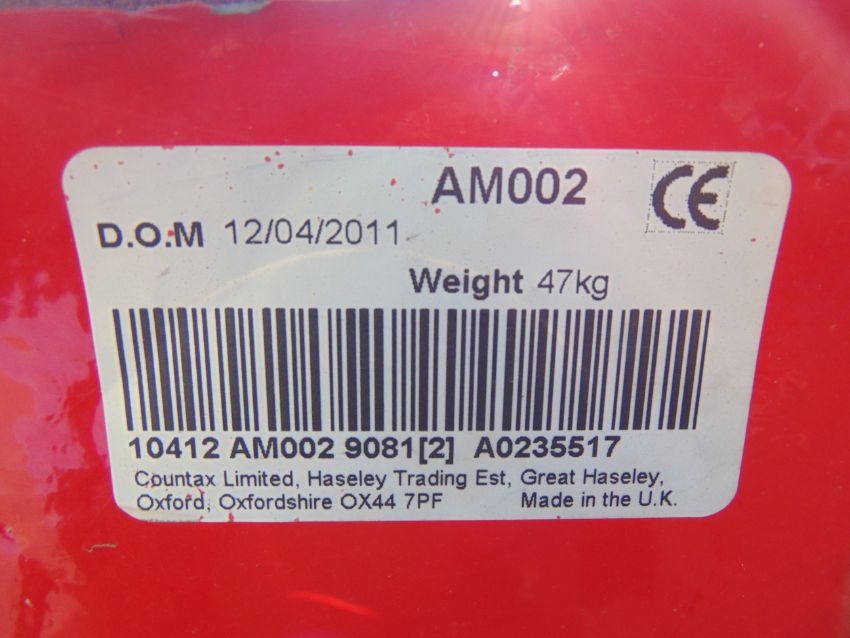 AM002 CE
D.O.M 12/04/2011
Weight 47kg
10412 AM002 9081[2] A0235517
Countax Limited, Haseley Trading Est, Great Haseley,
Oxford, Oxfordshire OX44 7PF Made in the U.K.